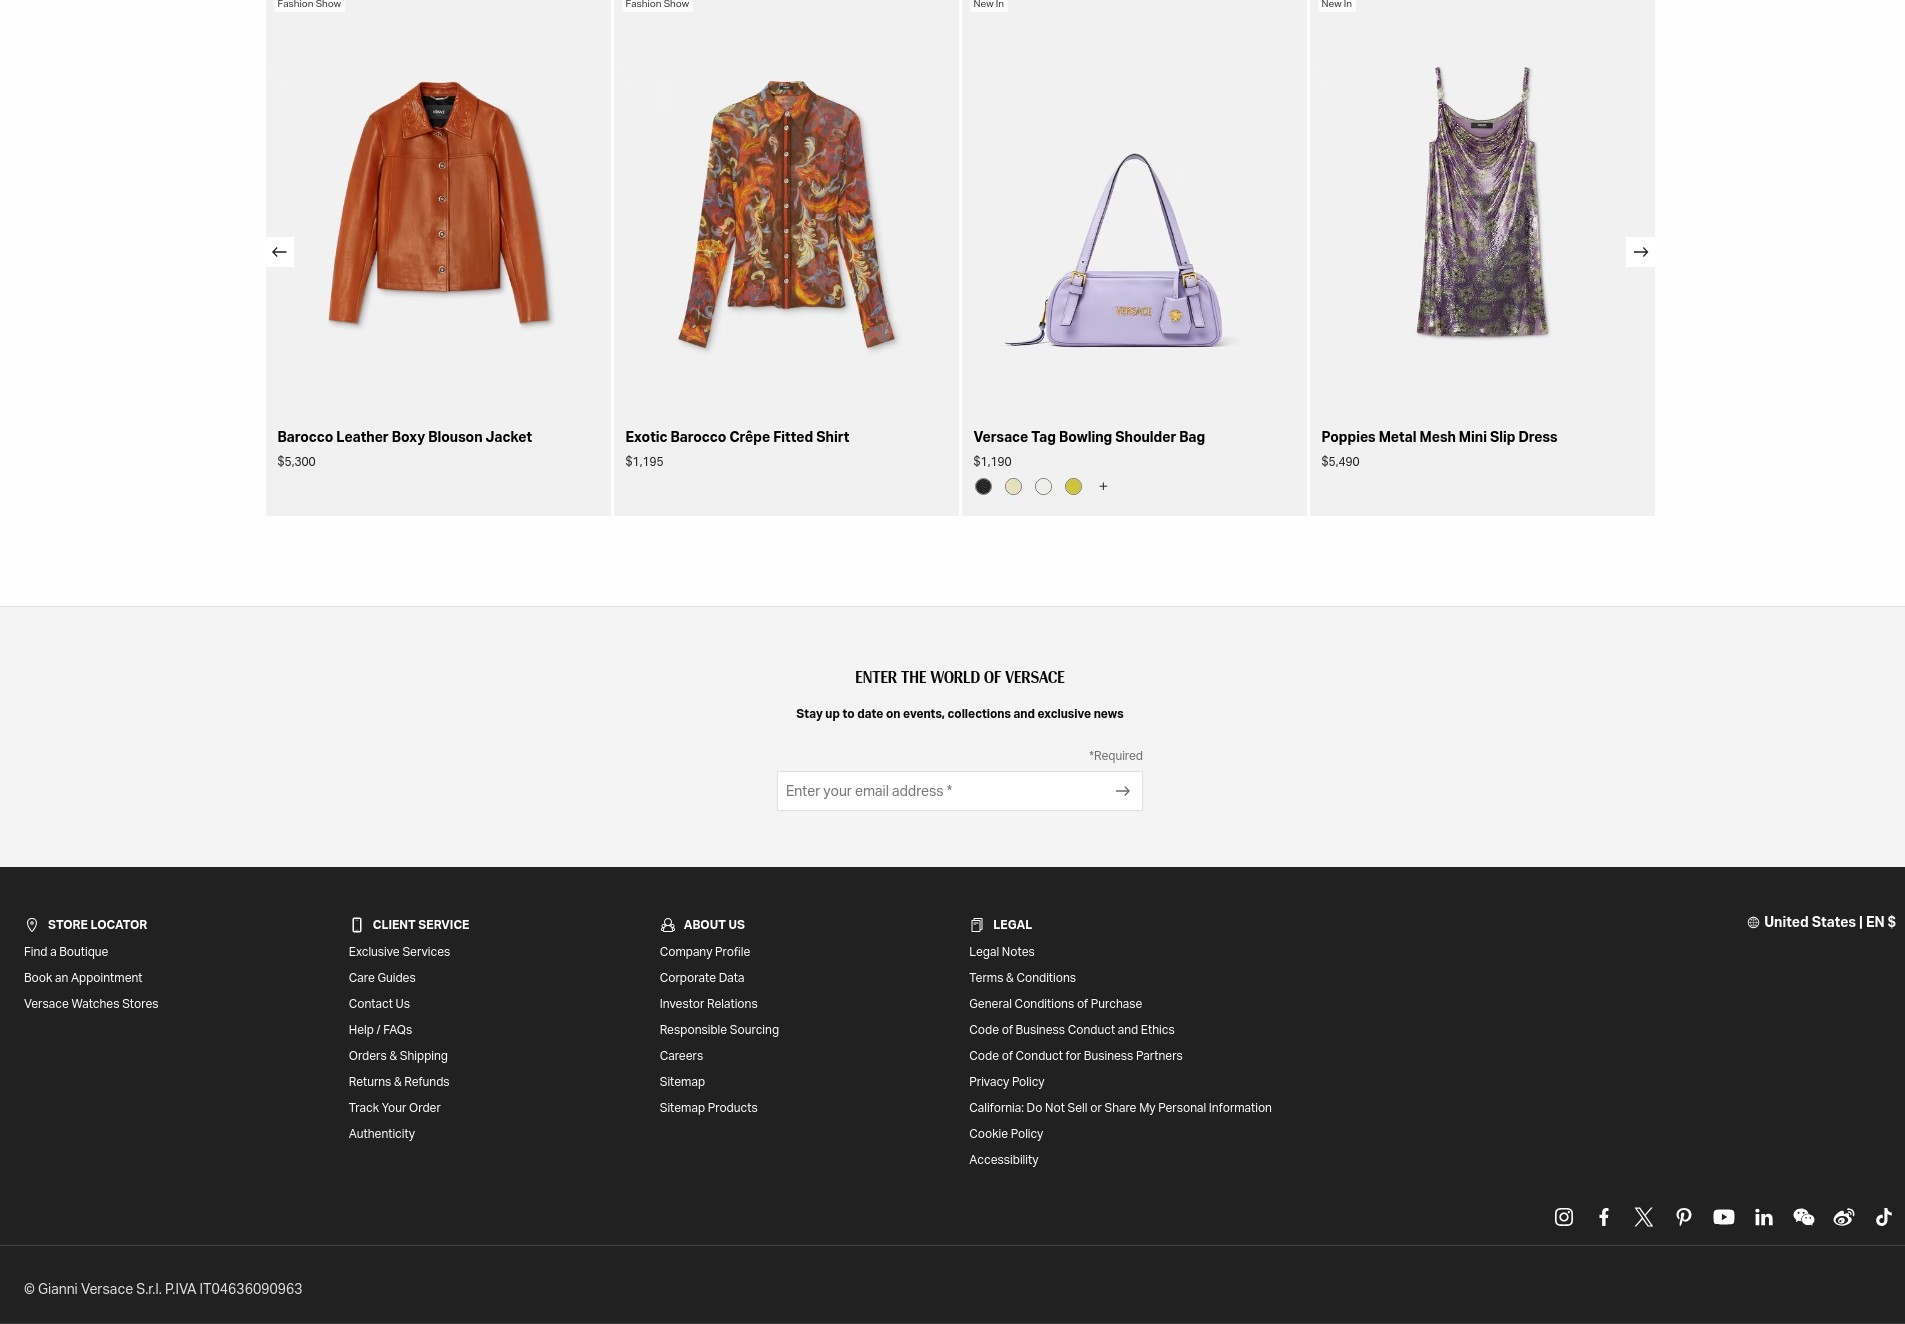 Fashion Show
Fashion Show
New In
New In
VERSACE
Barocco Leather Boxy Blouson Jacket
$5,300
Exotic Barocco Crêpe Fitted Shirt
$1,195
Versace Tag Bowling Shoulder Bag
$1,190
+
Poppies Metal Mesh Mini Slip Dress
$5,490
ENTER THE WORLD OF VERSACE
Stay up to date on events, collections and exclusive news
*Required
Enter your email address *
STORE LOCATOR
Find a Boutique
Book an Appointment
Versace Watches Stores
CLIENT SERVICE
Exclusive Services
Care Guides
Contact Us
Help / FAQs
Orders & Shipping
Returns & Refunds
Track Your Order
Authenticity
ABOUT US
Company Profile
Corporate Data
Investor Relations
Responsible Sourcing
Careers
Sitemap
Sitemap Products
LEGAL
Legal Notes
Terms & Conditions
General Conditions of Purchase
Code of Business Conduct and Ethics
Code of Conduct for Business Partners
Privacy Policy
California: Do Not Sell or Share My Personal Information
Cookie Policy
Accessibility
United States | EN $
© Gianni Versace S.r.l. P.IVA IT04636090963